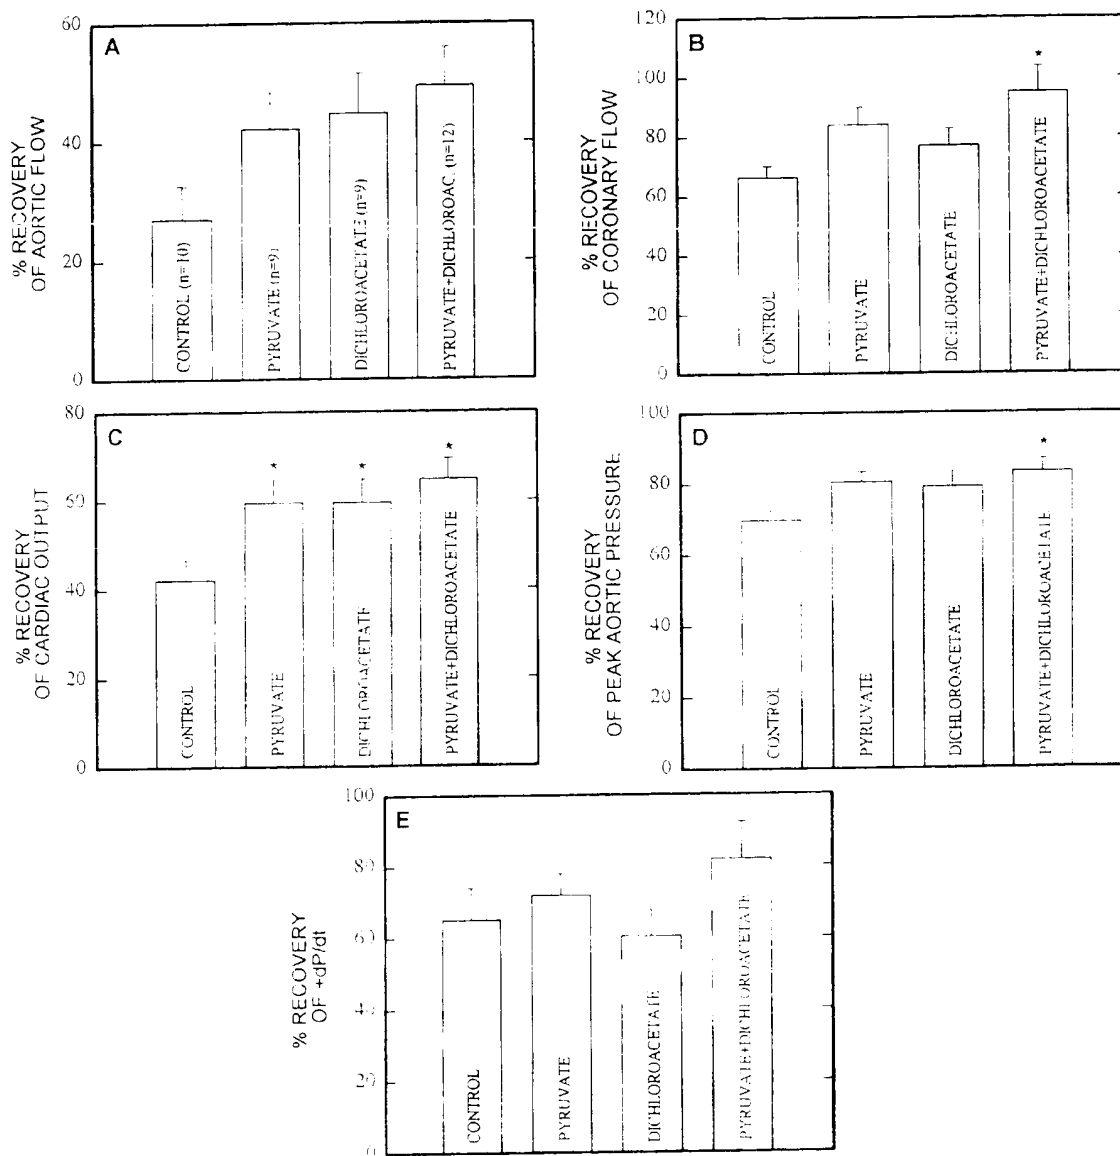 A
% RECOVERY
OF AORTIC FLOW
60
40
20
0
CONTROL (n=10)
PYRUVATE (n=9)
DICHLOROACETATE (n=9)
PYRUVATE+DICHLOROAC. (n=12)
B
% RECOVERY
OF CORONARY FLOW
120
100
80
60
40
20
0
CONTROL
PYRUVATE
DICHLOROACETATE
PYRUVATE+DICHLOROACETATE
*
C
% RECOVERY
OF CARDIAC OUTPUT
80
60
40
20
0
CONTROL
PYRUVATE
DICHLOROACETATE
PYRUVATE+DICHLOROACETATE
*
*
*
D
% RECOVERY
OF PEAK AORTIC PRESSURE
100
80
60
40
20
0
CONTROL
PYRUVATE
DICHLOROACETATE
PYRUVATE+DICHLOROACETATE
*
E
% RECOVERY
OF +dP/dt
100
80
60
40
20
0
CONTROL
PYRUVATE
DICHLOROACETATE
PYRUVATE+DICHLOROACETATE